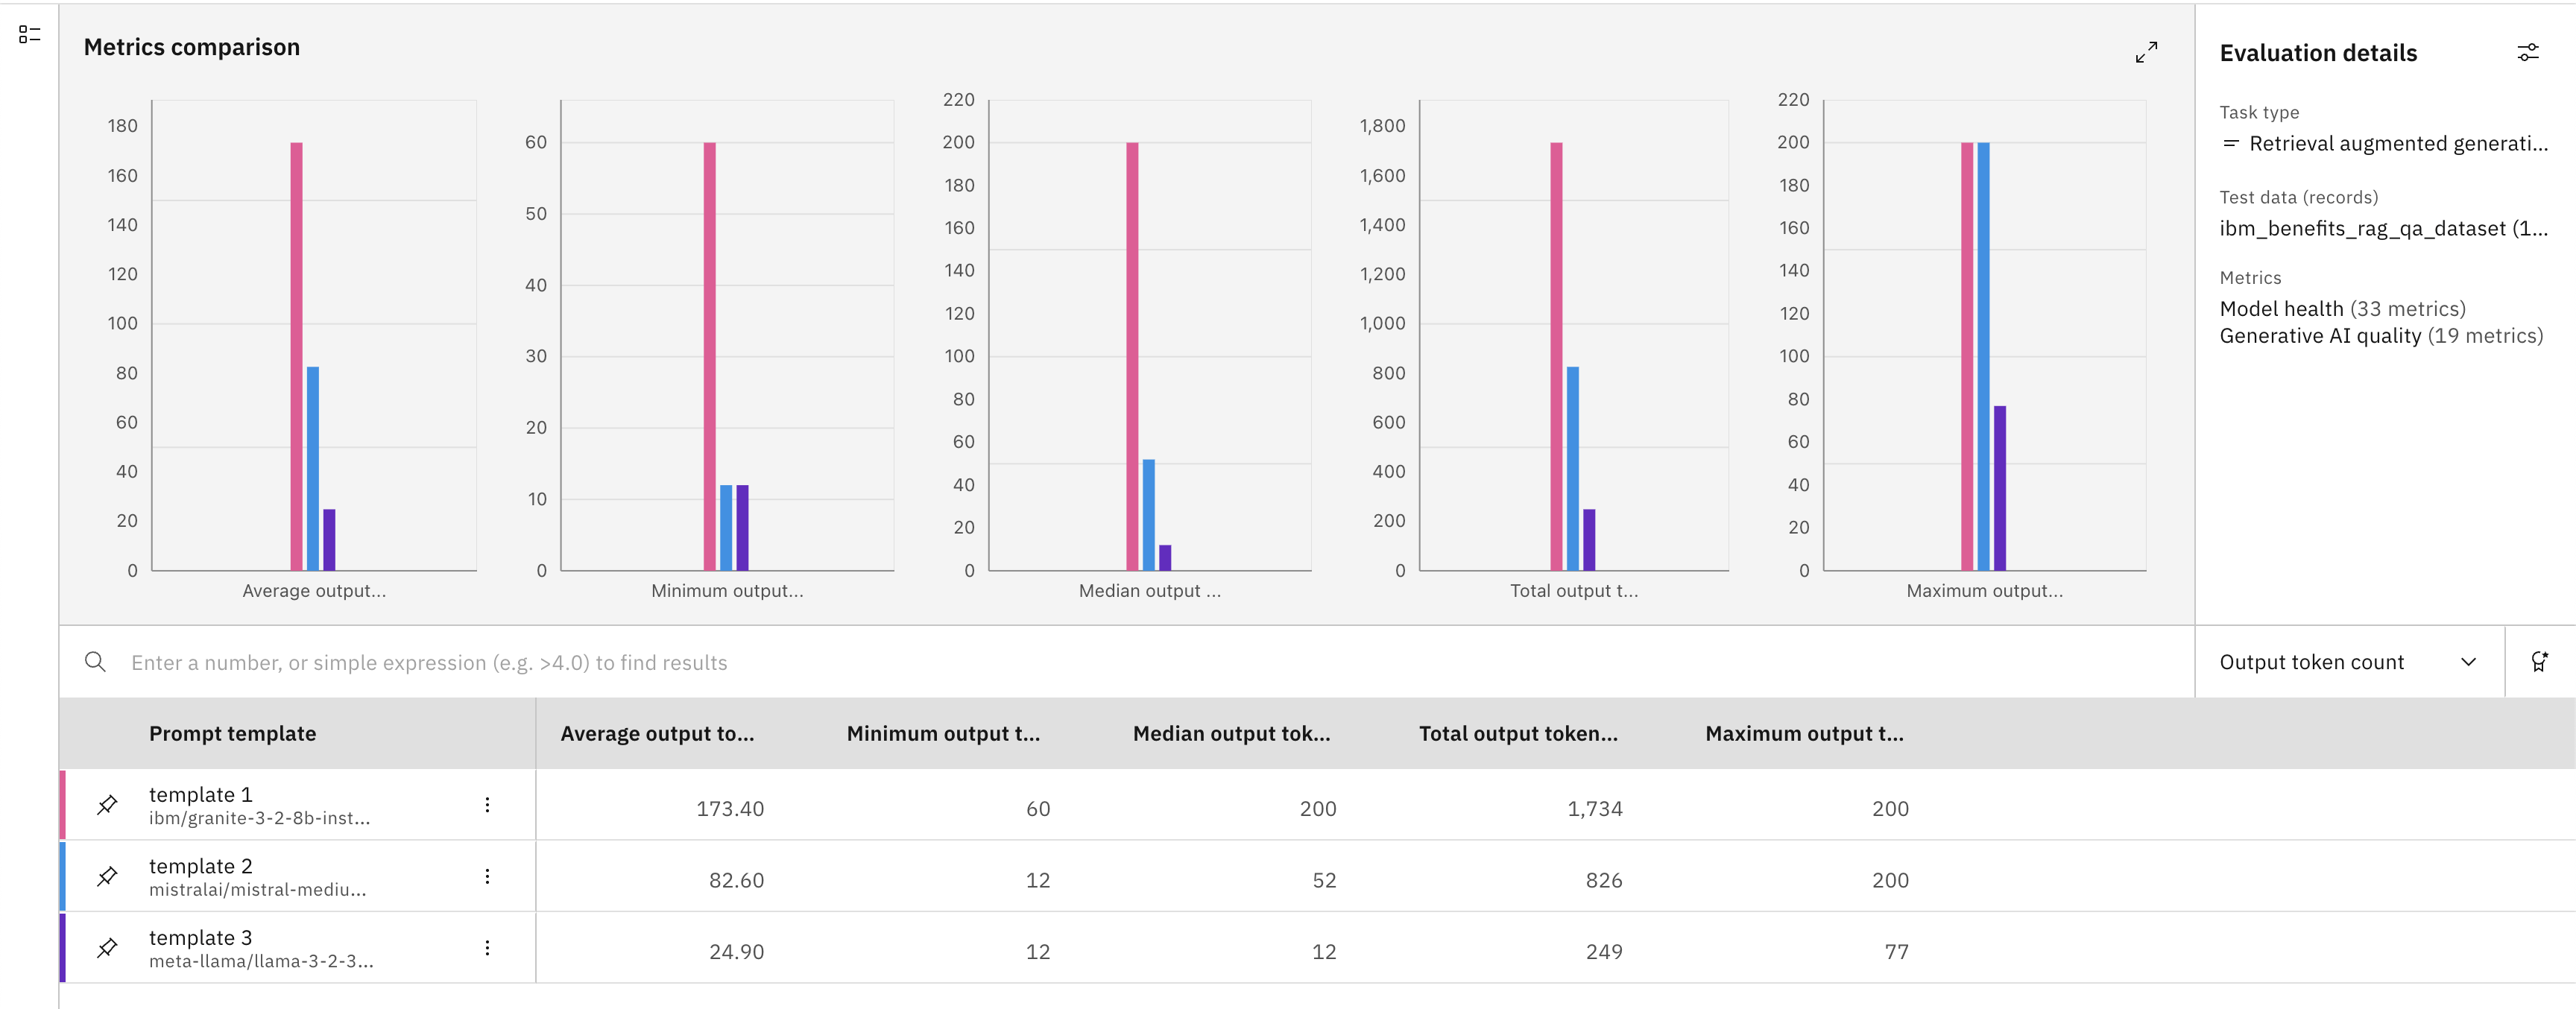 Metrics comparison
180
160
140
120
100
80
60
40
20
0
Average output...
60
50
40
30
20
10
0
Minimum output...
220
200
180
160
140
120
100
80
60
40
20
0
Median output ...
1,800
1,600
1,400
1,200
1,000
800
600
400
200
0
Total output t...
220
200
180
160
140
120
100
80
60
40
20
0
Maximum output...
Evaluation details
Task type
Retrieval augmented generati...
Test data (records)
ibm_benefits_rag_qa_dataset (1...
Metrics
Model health (33 metrics)
Generative AI quality (19 metrics)
Enter a number, or simple expression (e.g. >4.0) to find results
Output token count
Prompt template Average output to... Minimum output t... Median output tok... Total output token... Maximum output t...
template 1
ibm/granite-3-2-8b-inst...
173.40 60 200 1,734 200
template 2
mistralai/mistral-mediu...
82.60 12 52 826 200
template 3
meta-llama/llama-3-2-3...
24.90 12 12 249 77